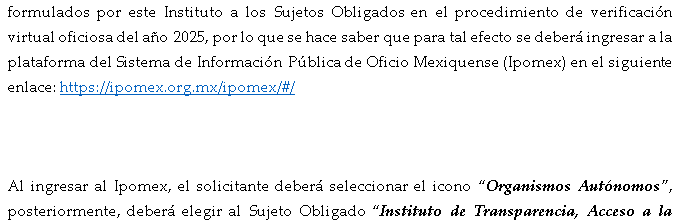 formulados por este Instituto a los Sujetos Obligados en el procedimiento de verificación
virtual oficiosa del año 2025, por lo que se hace saber que para tal efecto se deberá ingresar a la
plataforma del Sistema de Información Pública de Oficio Mexiquense (Ipomex) en el siguiente
enlace: https://ipomex.org.mx/ipomex/#/
Al ingresar al Ipomex, el solicitante deberá seleccionar el icono “Organismos Autónomos”,
posteriormente, deberá elegir al Sujeto Obligado “Instituto de Transparencia, Acceso a la